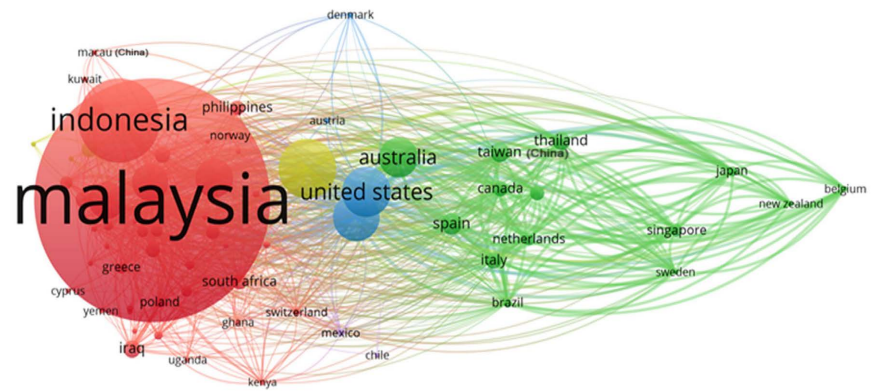 denmark
macau (China)
kuwait
indonesia
philippines
austria
norway
thailand
taiwan (China)
australia
japan
malaysia
united states
canada
belgium
new zealand
spain
singapore
netherlands
italy
greece
sweden
south africa
cyprus
poland
brazil
yemen
switzerland
ghana
mexico
iraq
chile
uganda
kenya